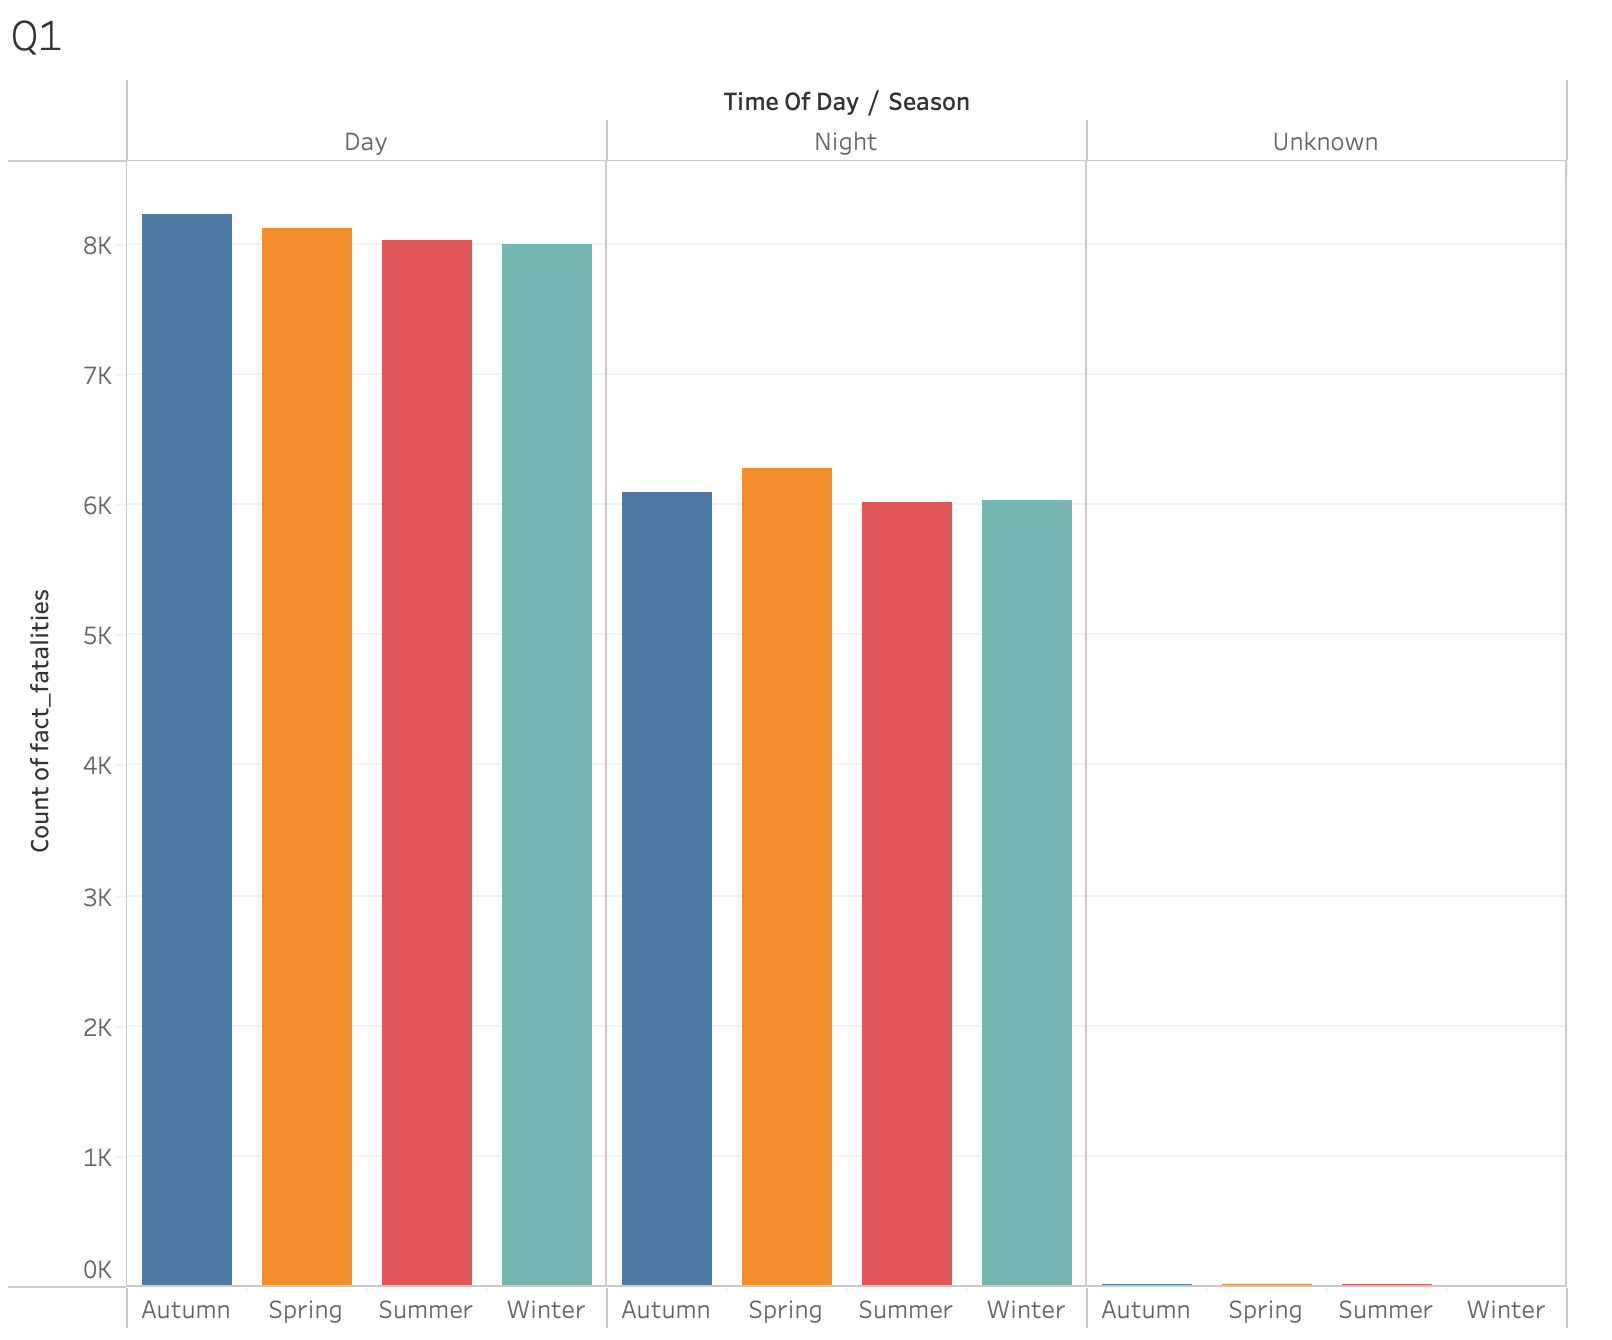 Q1
Time Of Day / Season
Day Night Unknown
8K
7K
6K
5K
4K
3K
2K
1K
0K
Count of fact_fatalities
Autumn Spring Summer Winter Autumn Spring Summer Winter Autumn Spring Summer Winter